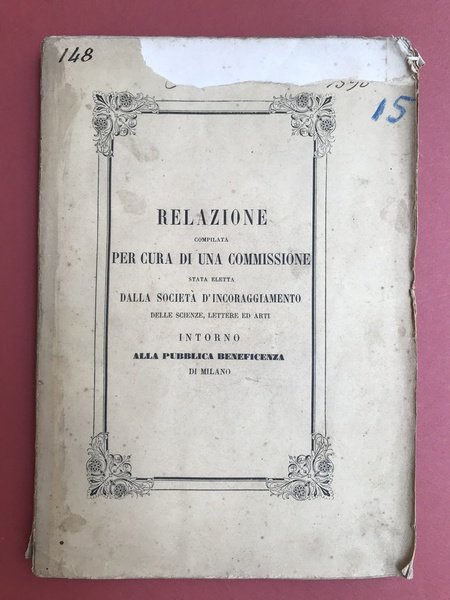 148
15
RELAZIONE
COMPILATA
PER CURA DI UNA COMMISSIONE
STATA ELETTA
DALLA SOCIETÀ D'INCORAGGIAMENTO
DELLE SCIENZE, LETTERE ED ARTI
INTORNO
ALLA PUBBLICA BENEFICENZA
DI MILANO